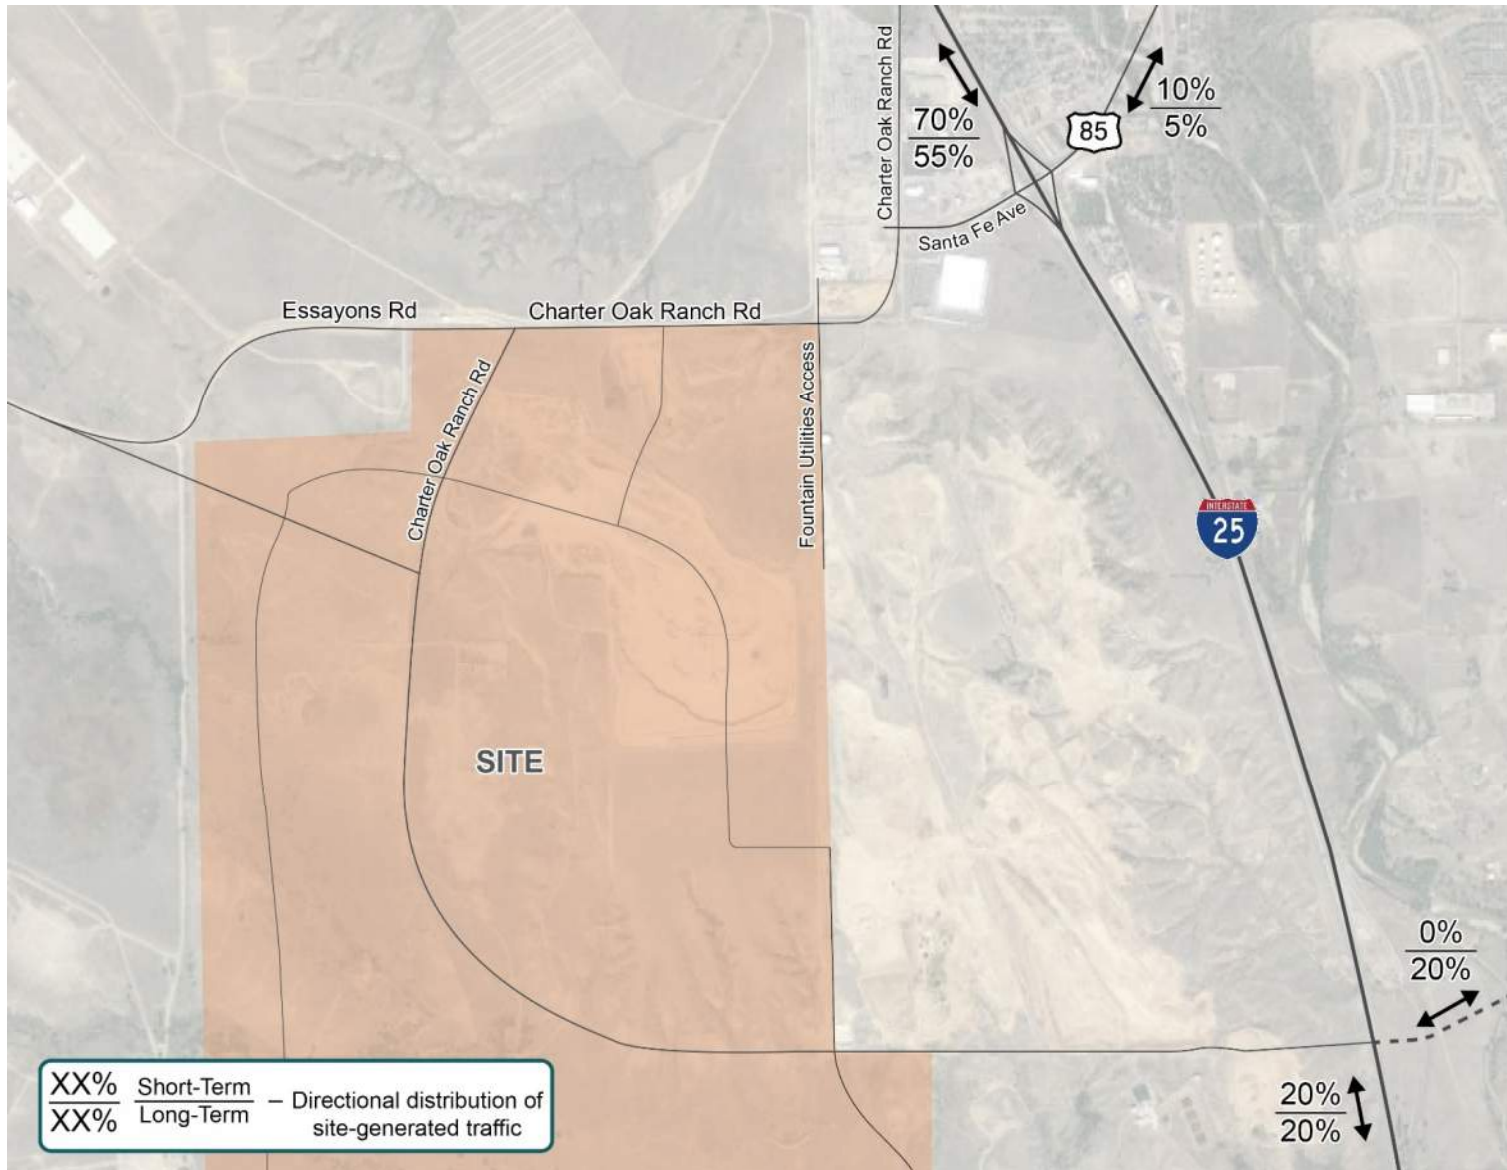 Charter Oak Ranch Rd
70%
55%
10%
5%
85
Santa Fe Ave
Essayons Rd
Charter Oak Ranch Rd
Charter Oak Ranch Rd
Fountain Utilities Access
INTERSTATE
25
SITE
0%
20%
20%
20%
XX%
XX%
Short-Term
Long-Term
– Directional distribution of
site-generated traffic